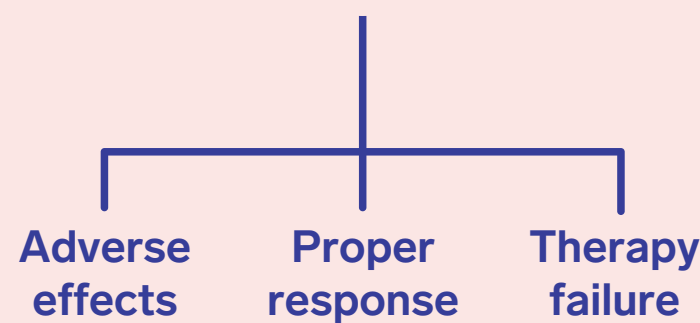 Adverse
effects
Proper
response
Therapy
failure